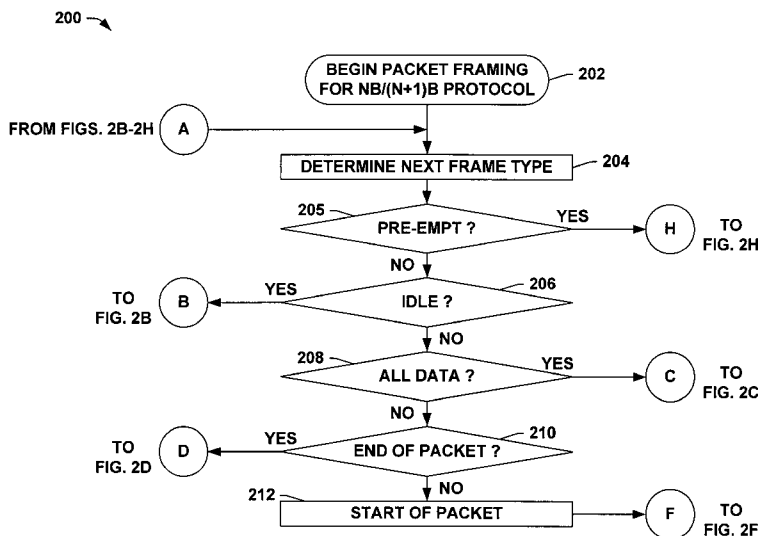 200
BEGIN PACKET FRAMING
FOR NB/(N+1)B PROTOCOL
202
FROM FIGS. 2B-2H
A
DETERMINE NEXT FRAME TYPE
204
205
PRE-EMPT ?
YES
H
TO
FIG. 2H
NO
206
YES
IDLE ?
B
TO
FIG. 2B
NO
208
ALL DATA ?
YES
C
TO
FIG. 2C
NO
210
YES
END OF PACKET ?
D
TO
FIG. 2D
NO
212
START OF PACKET
F
TO
FIG. 2F